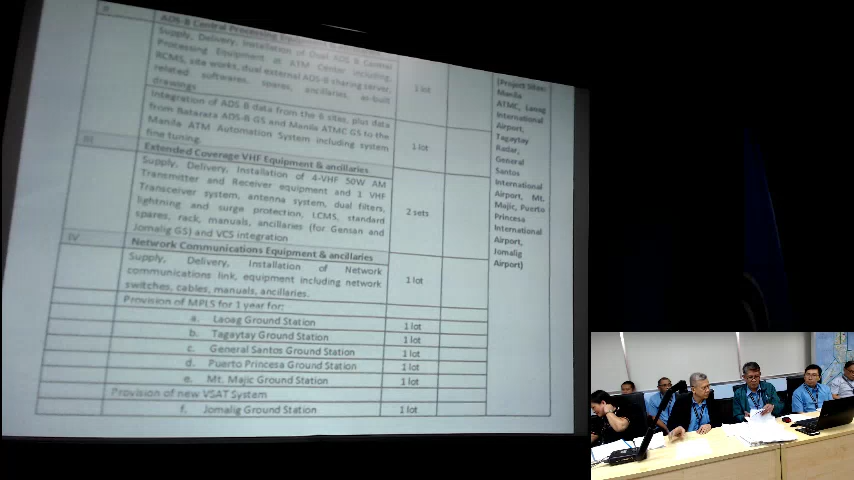 II
ADS-B Central Processing
Supply, Delivery, Installation of Dual ADS-B Central
Processing Equipment at ATM Center including,
RCMS, site works, dual external ADS-B sharing server,
related softwares, spares, ancillaries, as-built
drawings
1 lot
Integration of ADS-B data from the 6 sites, plus data
from Bataraza ADS-B GS and Manila ATMC GS to the
Manila ATM Automation System including system
fine tuning.
1 lot
III
Extended Coverage VHF Equipment & ancillaries
Supply, Delivery, Installation of 4-VHF 50W AM
Transmitter and Receiver equipment and 1 VHF
Transceiver system, antenna system, dual filters,
lightning and surge protection, LCMS, standard
spares, rack, manuals, ancillaries (for Gensan and
Jomalig GS) and VCS integration
2 sets
IV
Network Communications Equipment & ancillaries
Supply, Delivery, Installation of Network
communications link, equipment including network
switches, cables, manuals, ancillaries.
1 lot
Provision of MPLS for 1 year for:
a. Laoag Ground Station 1 lot
b. Tagaytay Ground Station 1 lot
c. General Santos Ground Station 1 lot
d. Puerto Princesa Ground Station 1 lot
e. Mt. Majic Ground Station 1 lot
Provision of new VSAT System
f. Jomalig Ground Station 1 lot
(Project Sites:
Manila
ATMC, Laoag
International
Airport,
Tagaytay
Radar,
General
Santos
International
Airport, Mt.
Majic, Puerto
Princesa
International
Airport,
Jomalig
Airport)